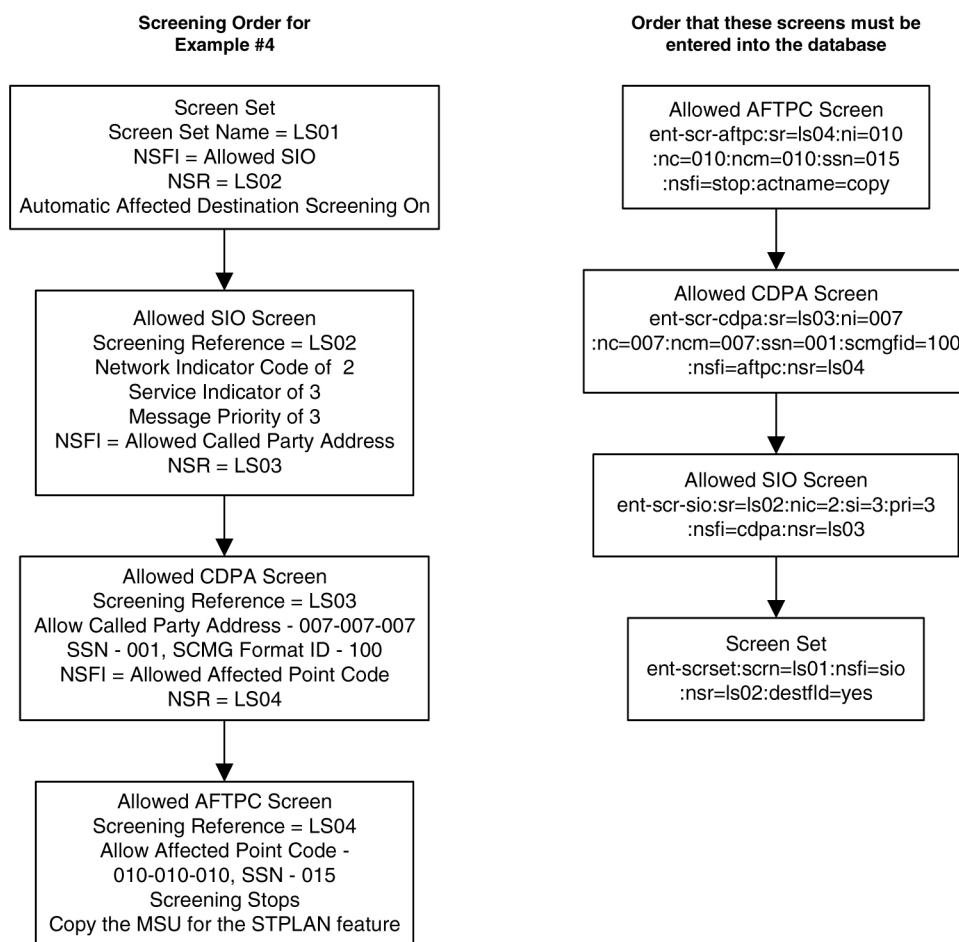 Screening Order for
Example #4
Screen Set
Screen Set Name = LS01
NSFI = Allowed SIO
NSR = LS02
Automatic Affected Destination Screening On
Allowed SIO Screen
Screening Reference = LS02
Network Indicator Code of  2
Service Indicator of 3
Message Priority of 3
NSFI = Allowed Called Party Address
NSR = LS03
Allowed CDPA Screen
Screening Reference = LS03
Allow Called Party Address - 007-007-007
SSN - 001, SCMG Format ID - 100
NSFI = Allowed Affected Point Code
NSR = LS04
Allowed AFTPC Screen
Screening Reference = LS04
Allow Affected Point Code -
010-010-010, SSN - 015
Screening Stops
Copy the MSU for the STPLAN feature
Order that these screens must be
entered into the database
Allowed AFTPC Screen
ent-scr-aftpc:sr=ls04:ni=010
:nc=010:ncm=010:ssn=015
:nsfi=stop:actname=copy
Allowed CDPA Screen
ent-scr-cdpa:sr=ls03:ni=007
:nc=007:ncm=007:ssn=001:scmgfid=100
:nsfi=aftpc:nsr=ls04
Allowed SIO Screen
ent-scr-sio:sr=ls02:nic=2:si=3:pri=3
:nsfi=cdpa:nsr=ls03
Screen Set
ent-scrset:scrn=ls01:nsfi=sio
:nsr=ls02:destfld=yes